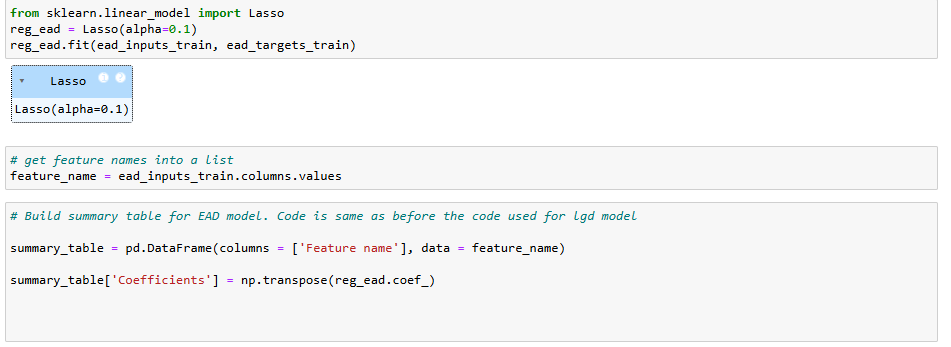 from sklearn.linear_model import Lasso
reg_ead = Lasso(alpha=0.1)
reg_ead.fit(ead_inputs_train, ead_targets_train)
▾ Lasso i ?
Lasso(alpha=0.1)
# get feature names into a list
feature_name = ead_inputs_train.columns.values
# Build summary table for EAD model. Code is same as before the code used for lgd model
summary_table = pd.DataFrame(columns = ['Feature name'], data = feature_name)
summary_table['Coefficients'] = np.transpose(reg_ead.coef_)